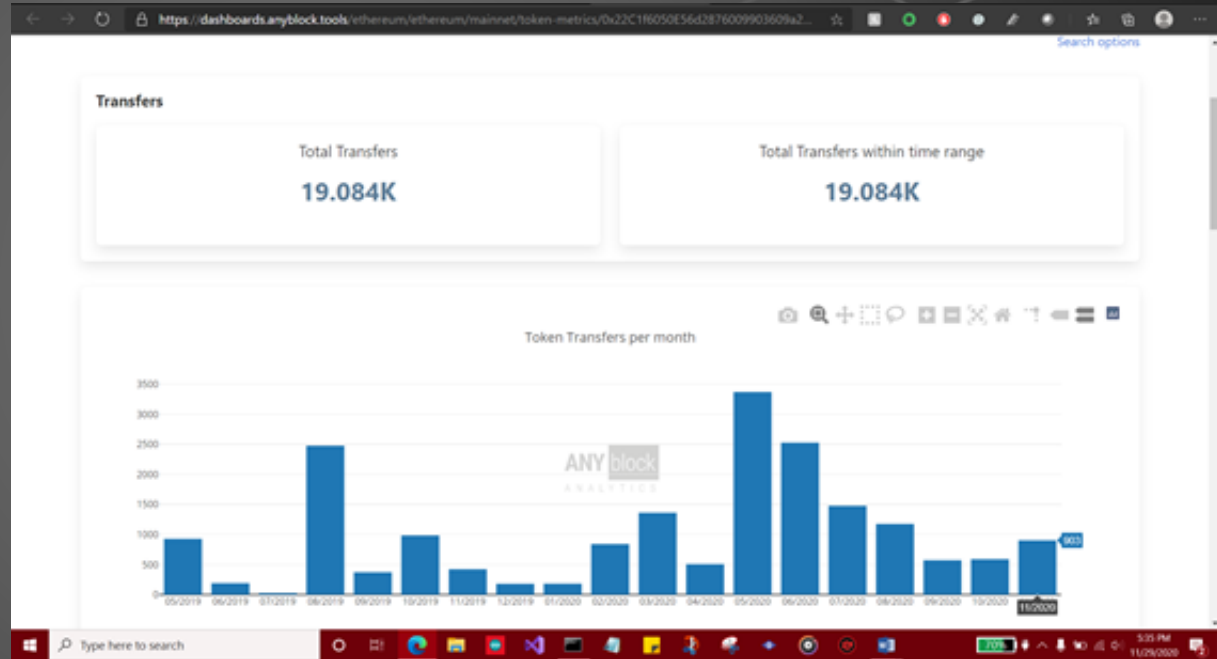 https://dashboards.anyblock.tools/ethereum/ethereum/mainnet/token-metrics/0x22C1f6050E56d2876009903609a2...
Search options
Transfers
Total Transfers
19.084K
Total Transfers within time range
19.084K
Token Transfers per month
3500
3000
2500
2000
1500
1000
500
0
ANY block
ANALYTICS
903
05/2019 06/2019 07/2019 08/2019 09/2019 10/2019 11/2019 12/2019 01/2020 02/2020 03/2020 04/2020 05/2020 06/2020 07/2020 08/2020 09/2020 10/2020 11/2020
Type here to search
70%
5:35 PM
11/29/2020